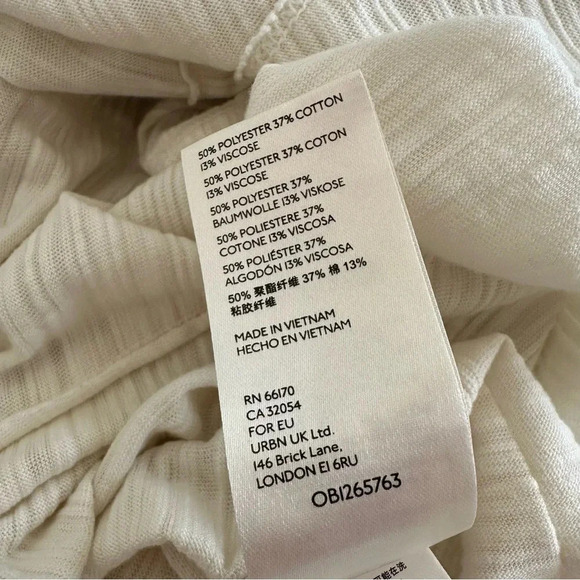 50% POLYESTER 37% COTTON
13% VISCOSE
50% POLYESTER 37% COTON
13% VISCOSE
50% POLYESTER 37%
BAUMWOLLE 13% VISKOSE
50% POLIESTERE 37%
COTONE 13% VISCOSA
50% POLIÉSTER 37%
ALGODÓN 13% VISCOSA
50% 聚酯纤维 37% 棉 13%
粘胶纤维
MADE IN VIETNAM
HECHO EN VIETNAM
RN 66170
CA 32054
FOR EU
URBN UK Ltd.
146 Brick Lane,
LONDON E1 6RU
OB1265763